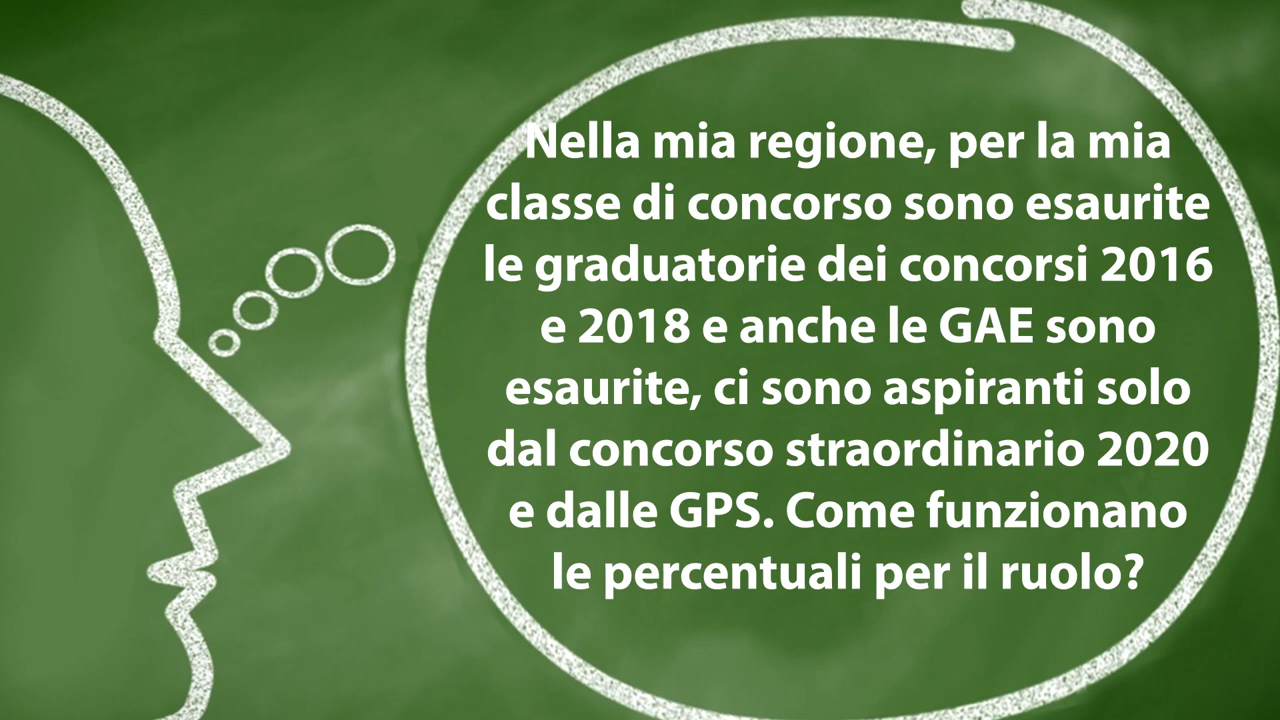 Nella mia regione, per la mia
classe di concorso sono esaurite
le graduatorie dei concorsi 2016
e 2018 e anche le GAE sono
esaurite, ci sono aspiranti solo
dal concorso straordinario 2020
e dalle GPS. Come funzionano
le percentuali per il ruolo?